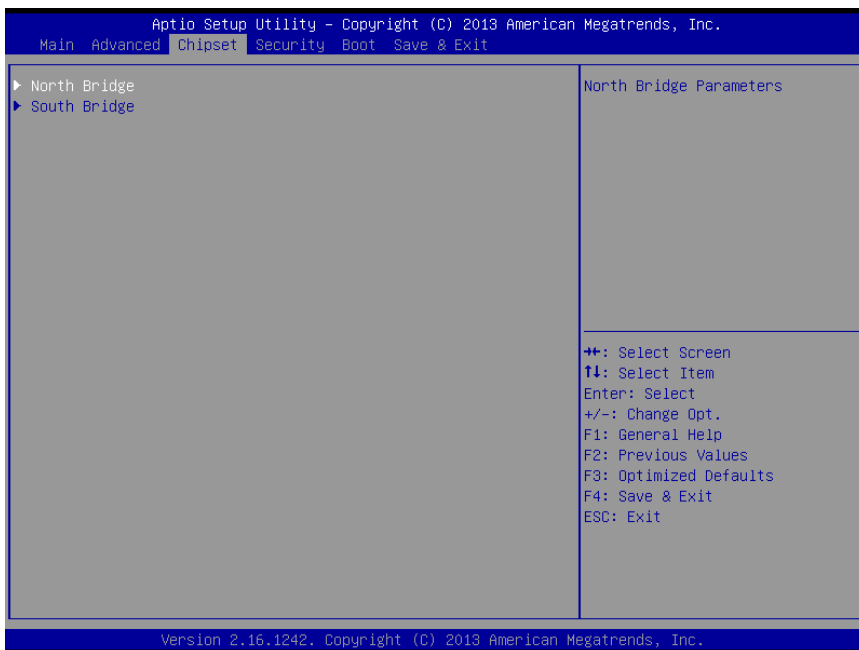 Aptio Setup Utility – Copyright (C) 2013 American Megatrends, Inc.
Main Advanced Chipset Security Boot Save & Exit
▶ North Bridge
▶ South Bridge
North Bridge Parameters
→←: Select Screen
↑↓: Select Item
Enter: Select
+/-: Change Opt.
F1: General Help
F2: Previous Values
F3: Optimized Defaults
F4: Save & Exit
ESC: Exit
Version 2.16.1242. Copyright (C) 2013 American Megatrends, Inc.